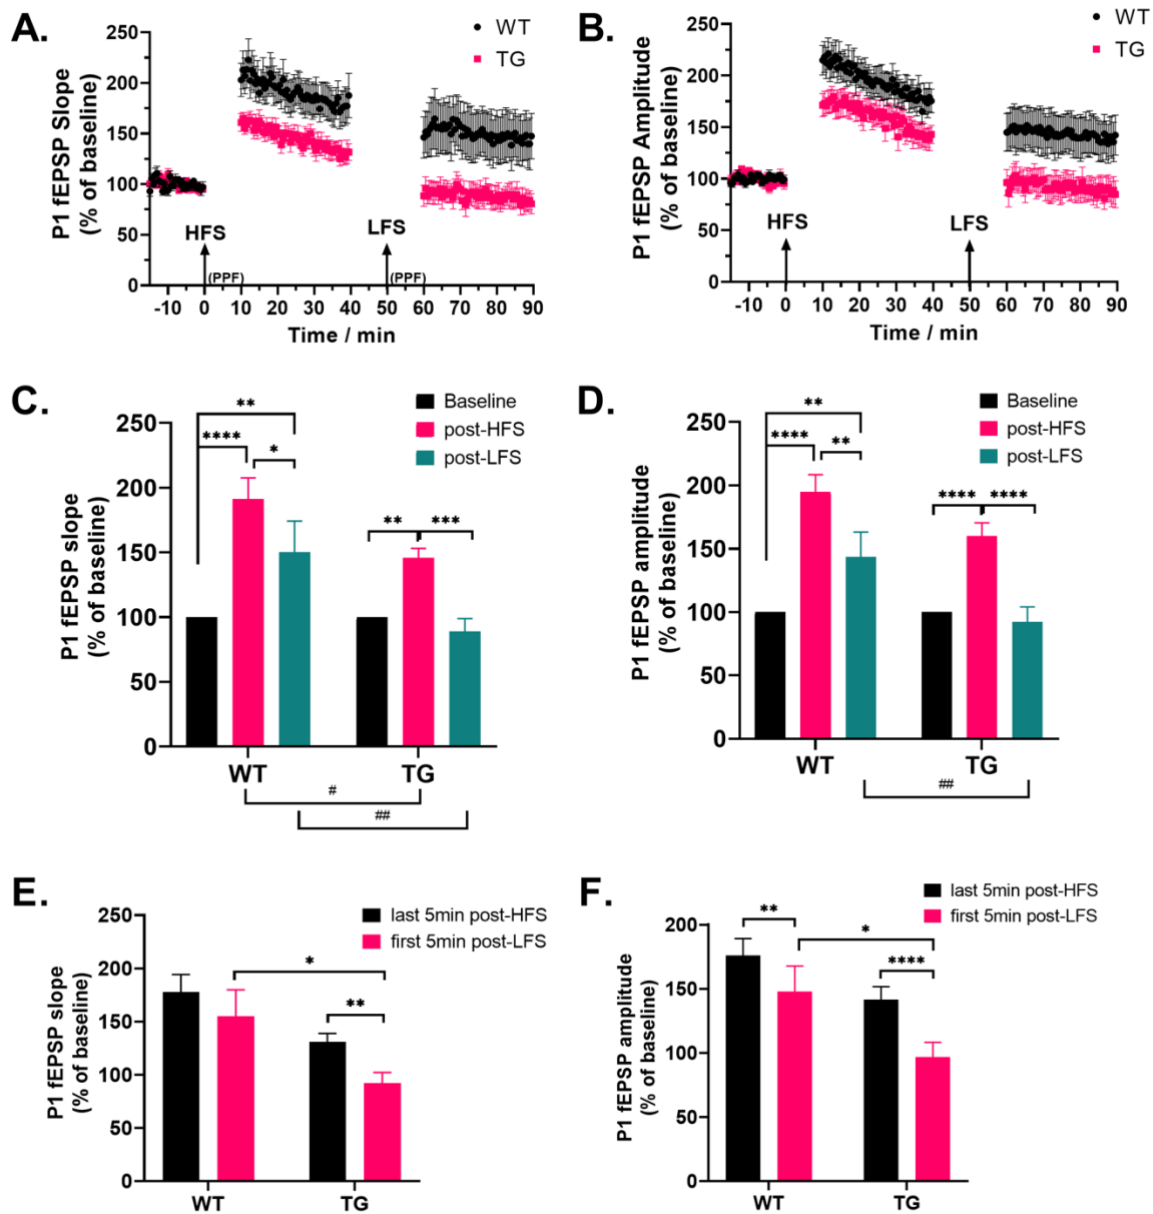 A.
WT
TG
P1 fEPSP Slope
(% of baseline)
250
200
150
100
50
0
HFS
(PPF)
LFS
(PPF)
-10 0 10 20 30 40 50 60 70 80 90
Time / min
B.
WT
TG
P1 fEPSP Amplitude
(% of baseline)
250
200
150
100
50
0
HFS
LFS
-10 0 10 20 30 40 50 60 70 80 90
Time / min
C.
Baseline
post-HFS
post-LFS
P1 fEPSP slope
(% of baseline)
250
200
150
100
50
0
**
****
*
** ***
WT TG
#
##
D.
Baseline
post-HFS
post-LFS
P1 fEPSP amplitude
(% of baseline)
250
200
150
100
50
0
**
****
**
**** ****
WT TG
##
E.
last 5min post-HFS
first 5min post-LFS
P1 fEPSP slope
(% of baseline)
250
200
150
100
50
0
*
**
WT TG
F.
last 5min post-HFS
first 5min post-LFS
P1 fEPSP amplitude
(% of baseline)
200
150
100
50
0
**
*
****
WT TG